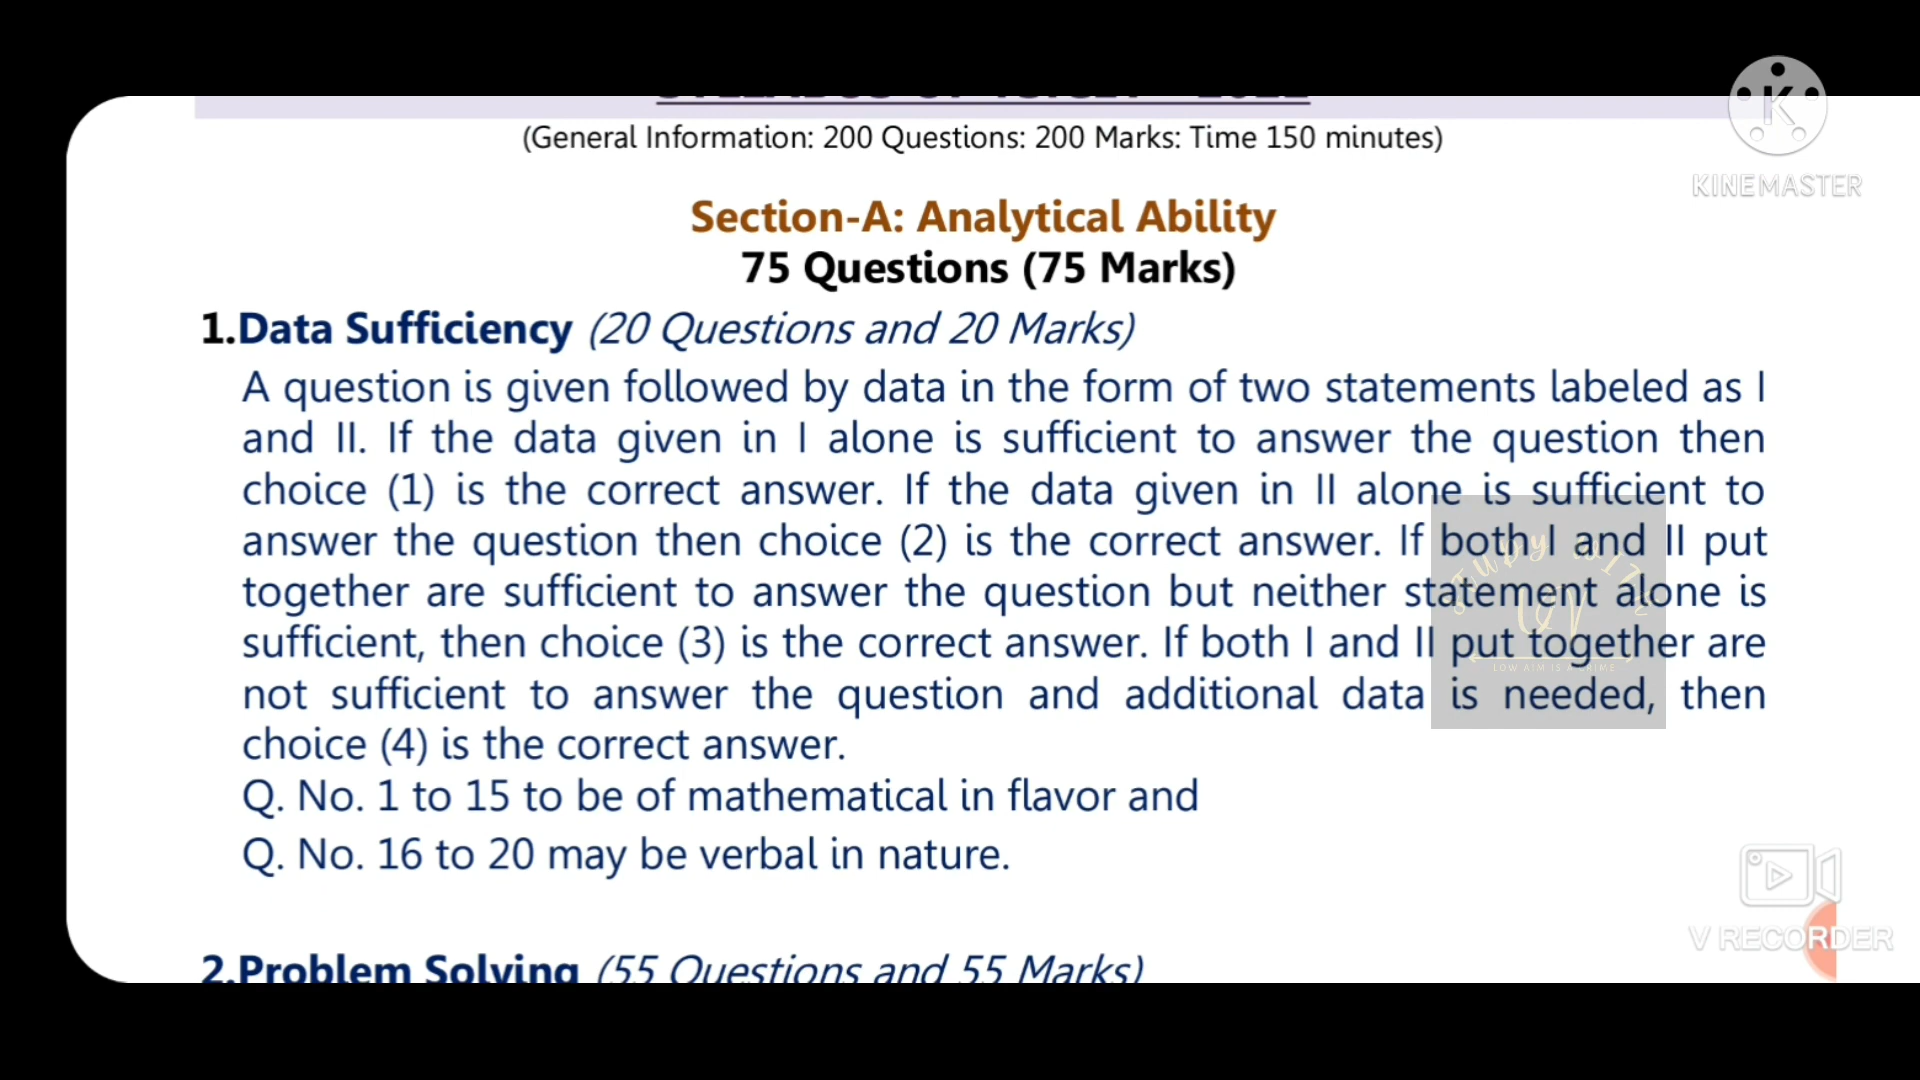 (General Information: 200 Questions: 200 Marks: Time 150 minutes)
KINEMASTER
Section-A: Analytical Ability
75 Questions (75 Marks)
1.Data Sufficiency (20 Questions and 20 Marks)
A question is given followed by data in the form of two statements labeled as I
and II. If the data given in I alone is sufficient to answer the question then
choice (1) is the correct answer. If the data given in II alone is sufficient to
answer the question then choice (2) is the correct answer. If both I and II put
together are sufficient to answer the question but neither statement alone is
sufficient, then choice (3) is the correct answer. If both I and II put together are
not sufficient to answer the question and additional data is needed, then
choice (4) is the correct answer.
Q. No. 1 to 15 to be of mathematical in flavor and
Q. No. 16 to 20 may be verbal in nature.
STUDY WITH
LOW AIM IS A CRIME
V RECORDER
2.Problem Solving (55 Questions and 55 Marks)